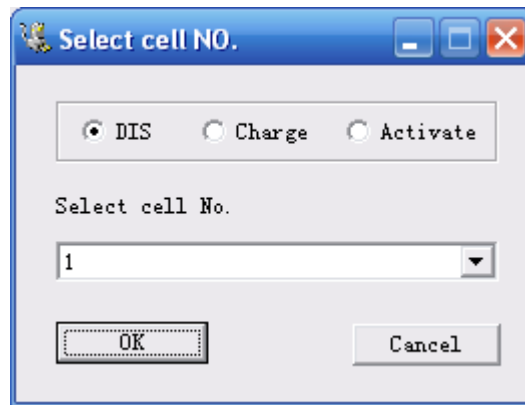 Select cell NO.
DIS Charge Activate
Select cell No.
1
OK Cancel